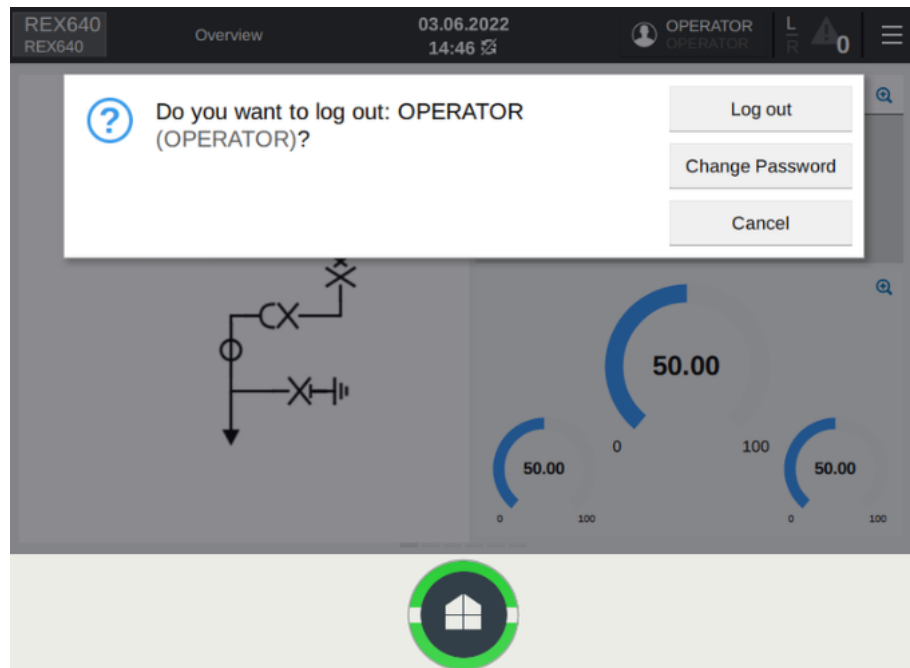 REX640
REX640
Overview
03.06.2022
14:46
OPERATOR
OPERATOR
L
R
0
Do you want to log out: OPERATOR
(OPERATOR)?
Log out
Change Password
Cancel
50.00
0 100
50.00
0 100
50.00
0 100